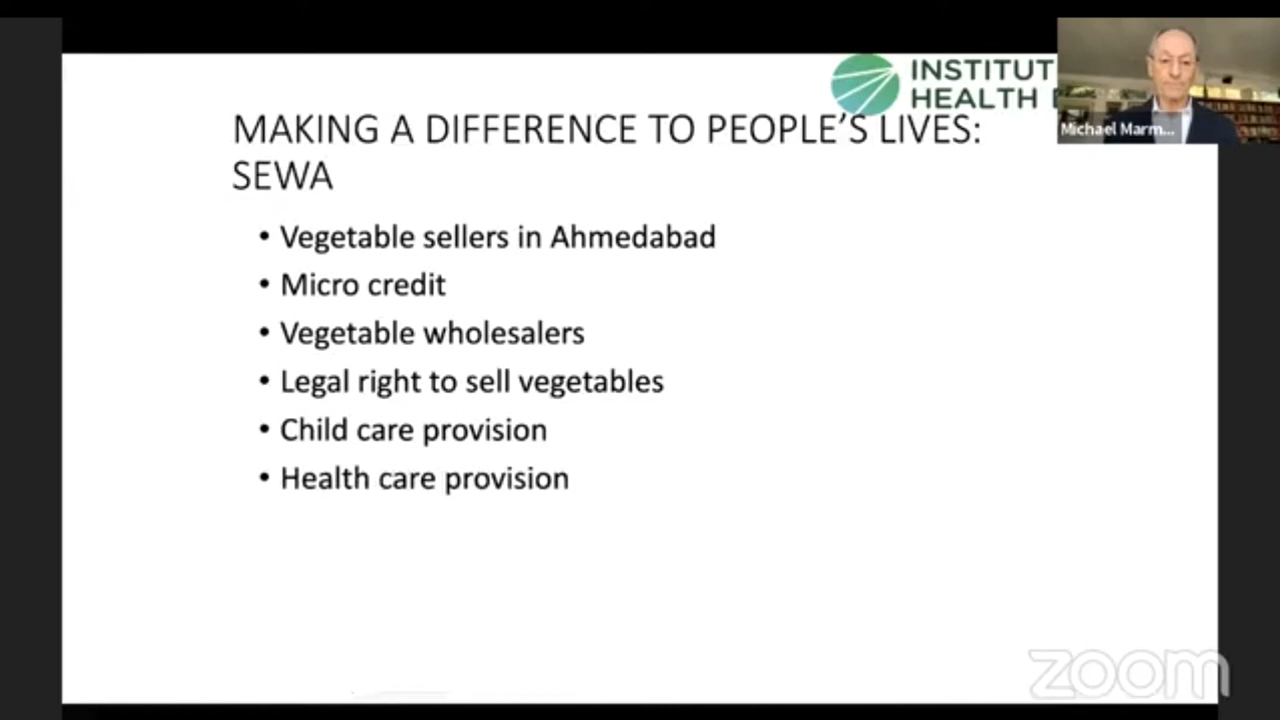 INSTITUT
HEALTH
Michael Marm...
MAKING A DIFFERENCE TO PEOPLE'S LIVES:
SEWA
• Vegetable sellers in Ahmedabad
• Micro credit
• Vegetable wholesalers
• Legal right to sell vegetables
• Child care provision
• Health care provision
zoom